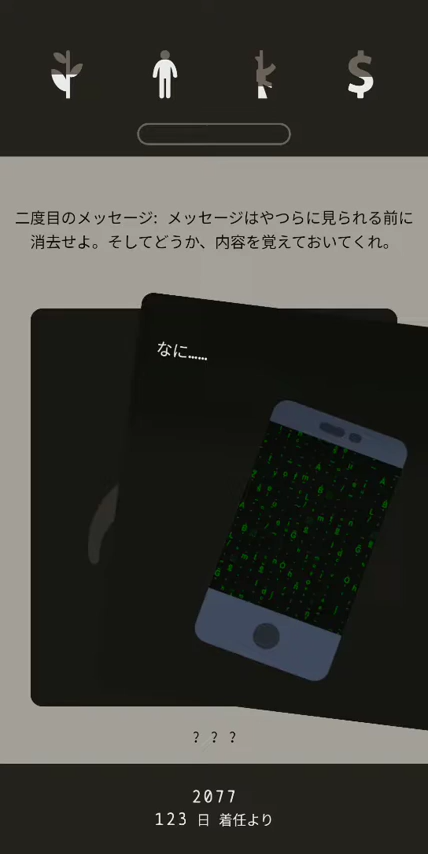 二度目のメッセージ: メッセージはやつらに見られる前に
消去せよ。そしてどうか、内容を覚えておいてくれ。
なに……
? ? ?
2077
123 日 着任より